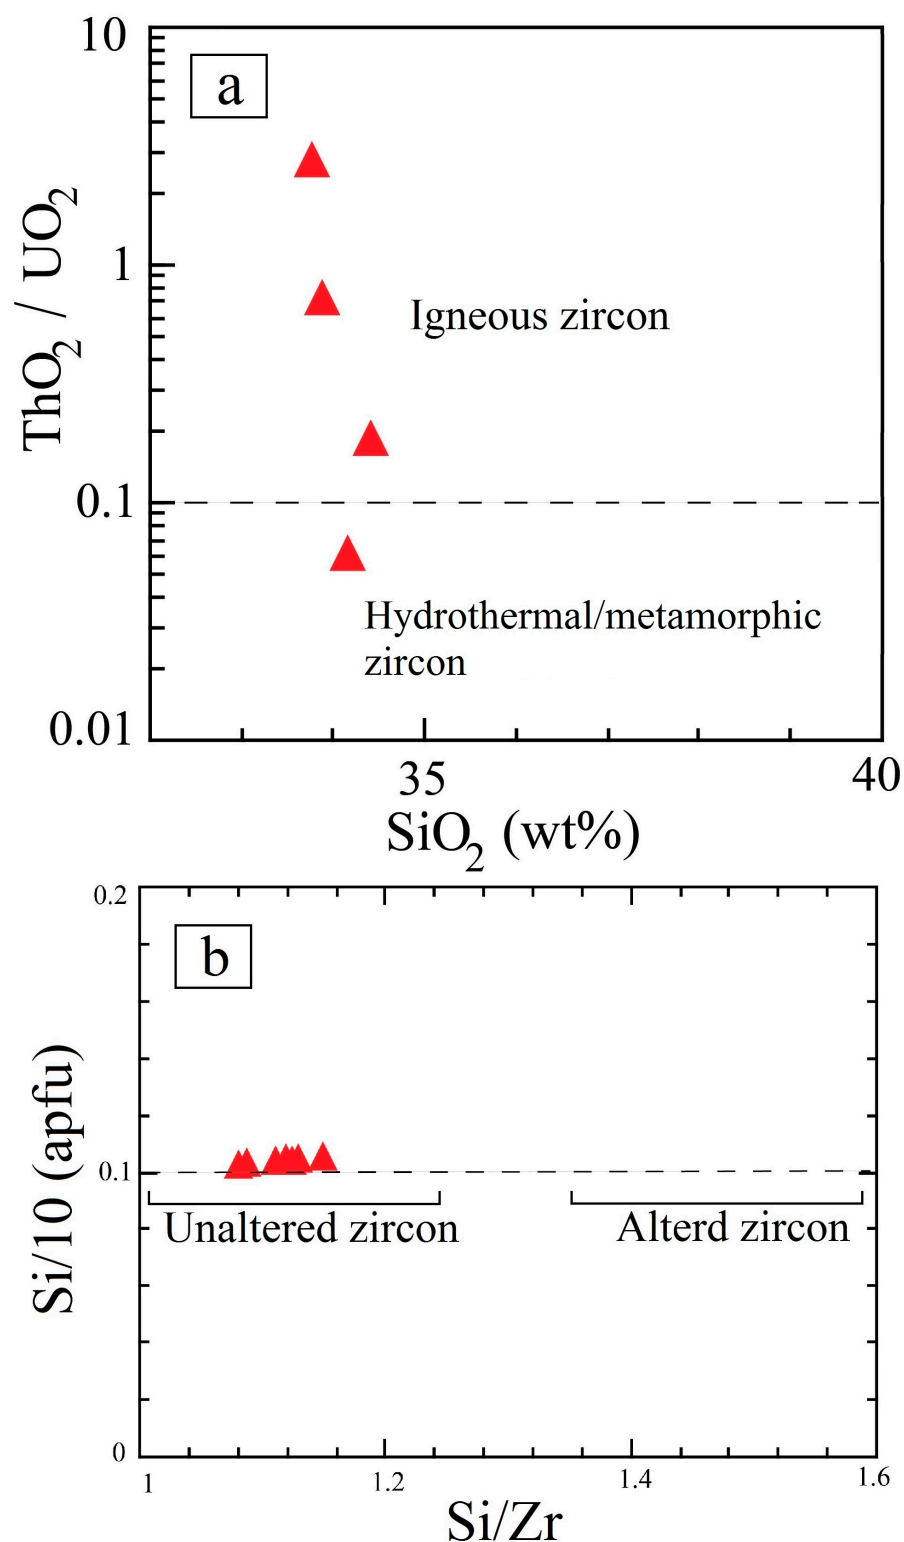 10
a
1
Igneous zircon
ThO2 / UO2
0.1
Hydrothermal/metamorphic
zircon
0.01
35
40
SiO2 (wt%)
0.2
b
Si/10 (apfu)
0.1
Unaltered zircon
Alterd zircon
0
1
1.2
1.4
1.6
Si/Zr